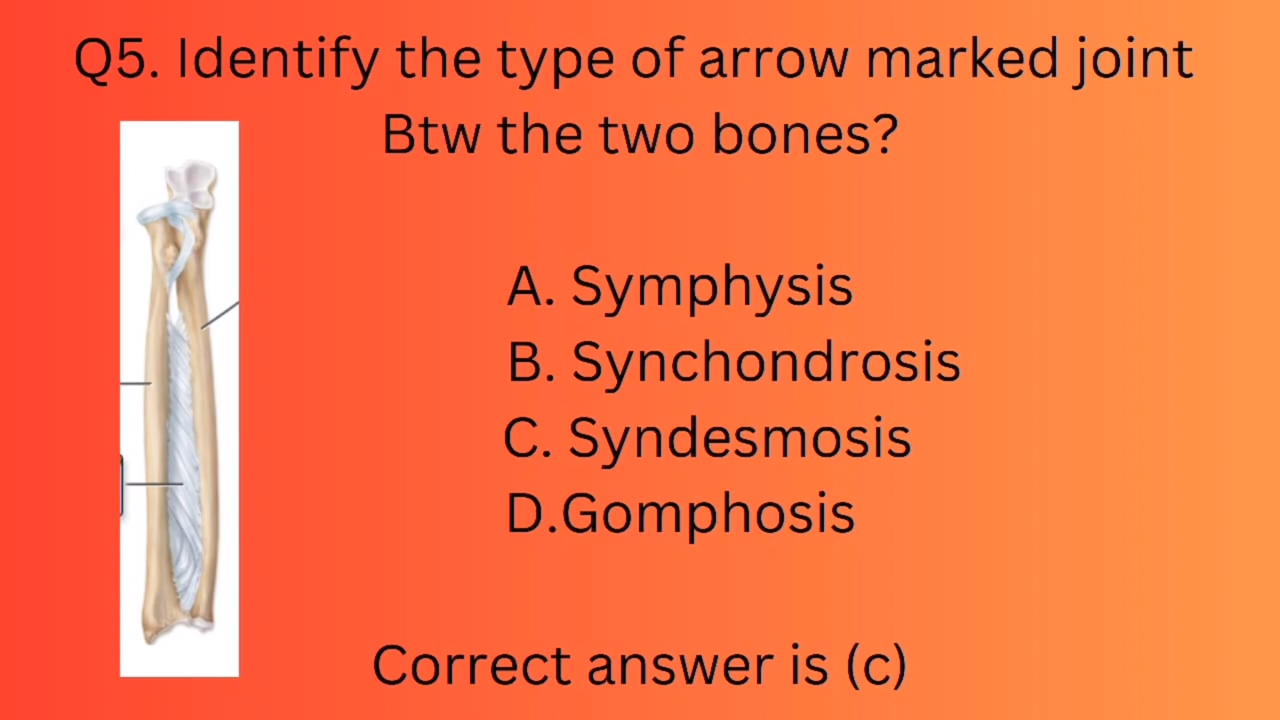 Q5. Identify the type of arrow marked joint
Btw the two bones?
A. Symphysis
B. Synchondrosis
C. Syndesmosis
D.Gomphosis
Correct answer is (c)